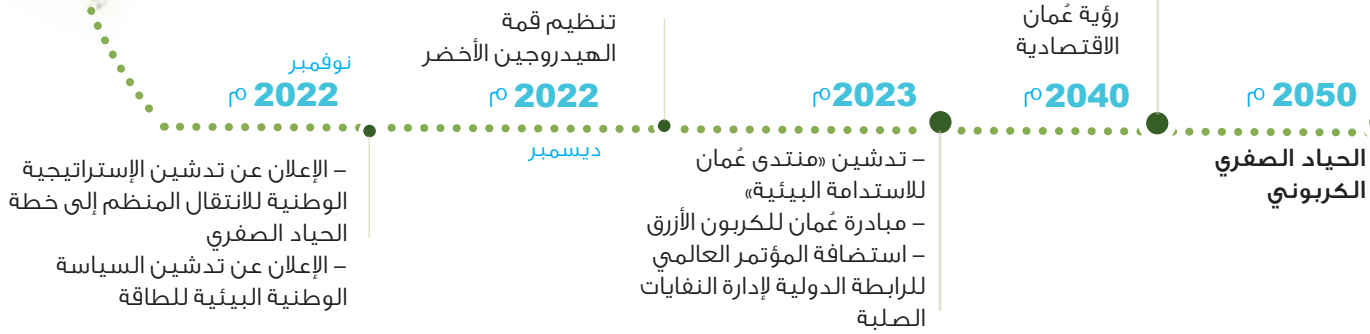 نوفمبر
2022 م
– الإعلان عن تدشين الإستراتيجية
الوطنية للانتقال المنظم إلى خطة
الحياد الصفري
– الإعلان عن تدشين السياسة
الوطنية البيئية للطاقة
تنظيم قمة
الهيدروجين الأخضر
2022 م
ديسمبر
2023م
– تدشين «منتدى عُمان
للاستدامة البيئية»
– مبادرة عُمان للكربون الأزرق
– استضافة المؤتمر العالمي
للرابطة الدولية لإدارة النفايات
الصلبة
رؤية عُمان
الاقتصادية
2040م
2050 م
الحياد الصفري
الكربوني